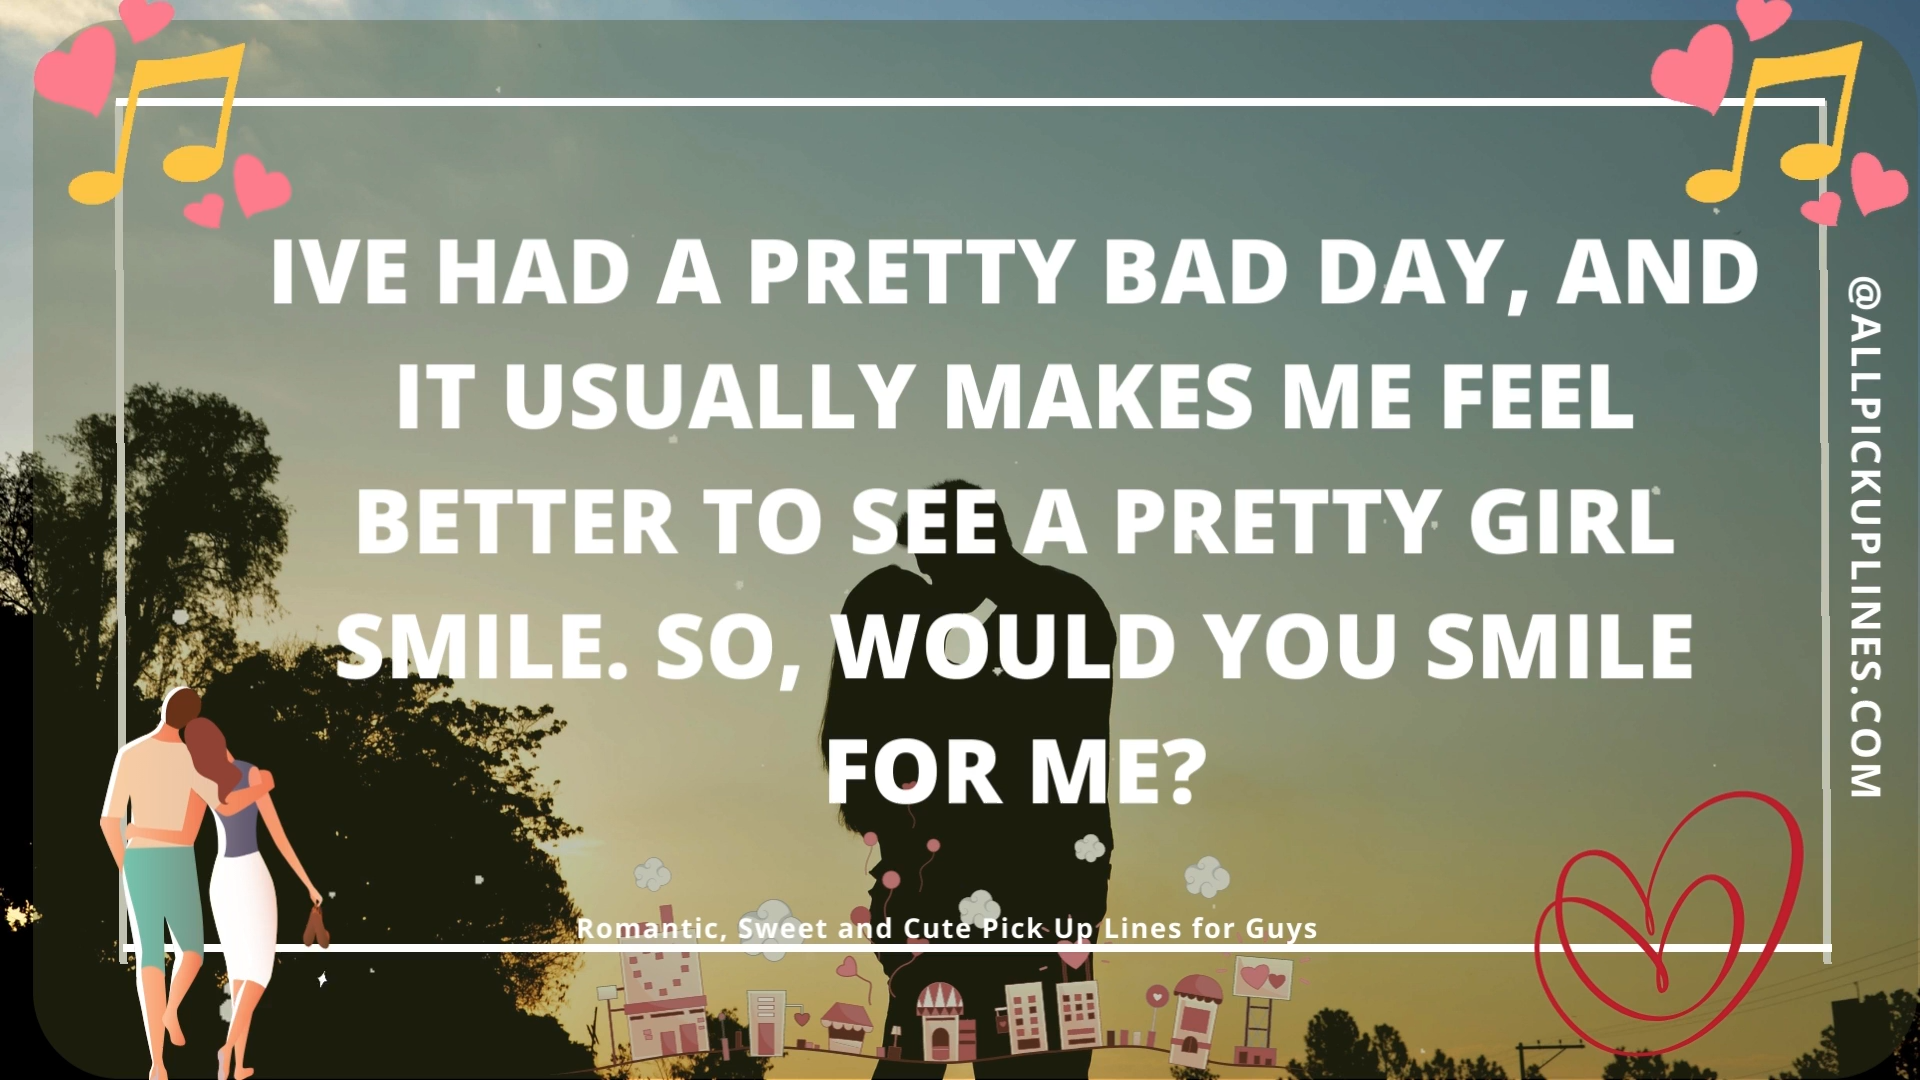 IVE HAD A PRETTY BAD DAY, AND
IT USUALLY MAKES ME FEEL
BETTER TO SEE A PRETTY GIRL
SMILE. SO, WOULD YOU SMILE
FOR ME?
Romantic, Sweet and Cute Pick Up Lines for Guys
@ALLPICKUPLINES.COM